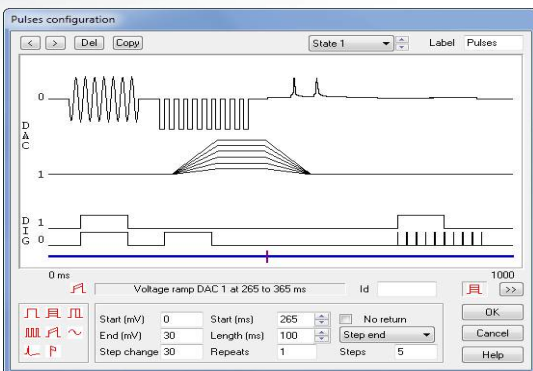 Pulses configuration
< > Del Copy State 1 Label Pulses
0
DAC
1
DIG
1
0
0 ms 1000
Voltage ramp DAC 1 at 265 to 365 ms Id >>
Start (mV) 0 Start (ms) 265 No return OK
End (mV) 30 Length (ms) 100 Step end Cancel
Step change 30 Repeats 1 Steps 5 Help